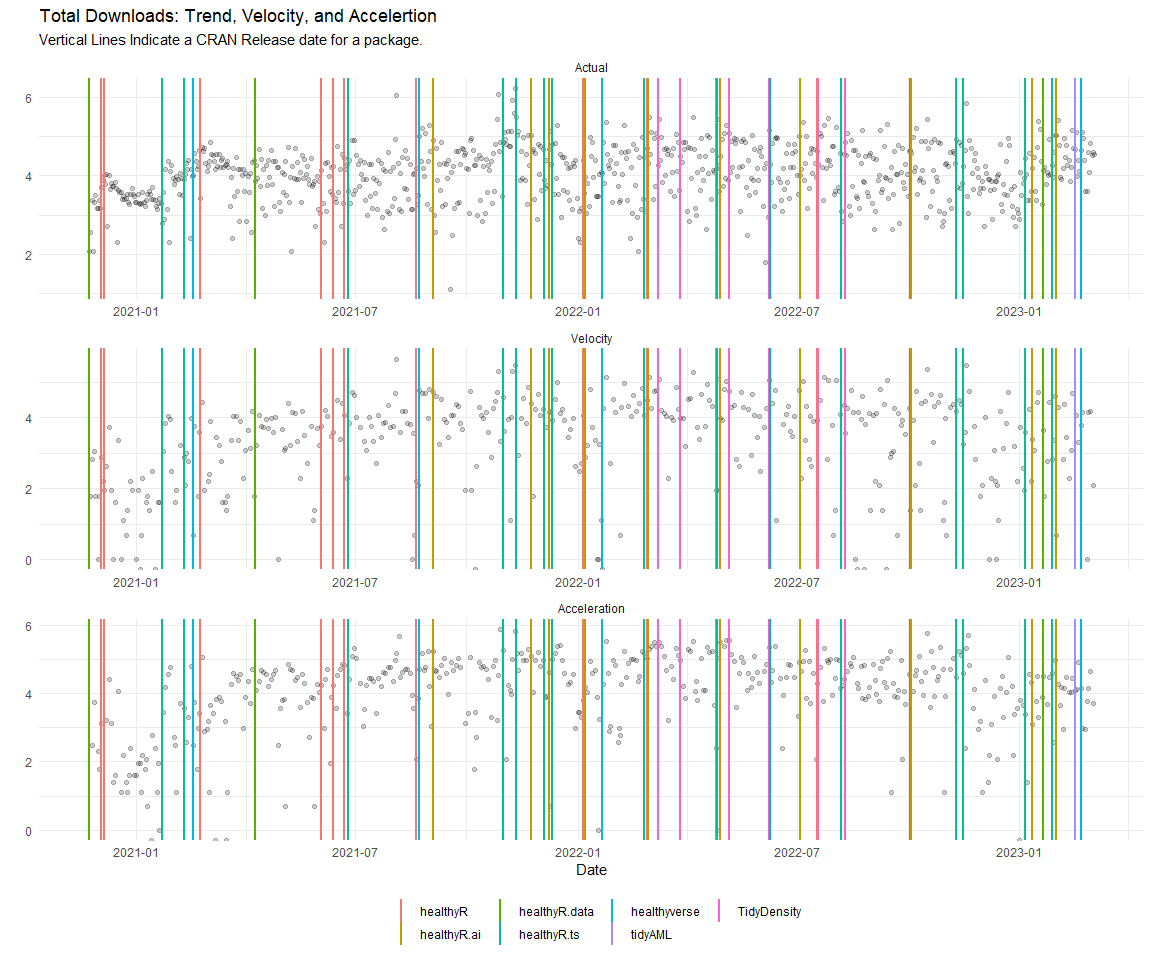 Total Downloads: Trend, Velocity, and Accelertion
Vertical Lines Indicate a CRAN Release date for a package.
Actual
6
4
2
2021-01 2021-07 2022-01 2022-07 2023-01
Velocity
4
2
0
2021-01 2021-07 2022-01 2022-07 2023-01
Acceleration
6
4
2
0
2021-01 2021-07 2022-01 2022-07 2023-01
Date
healthyR healthyR.data healthyverse TidyDensity
healthyR.ai healthyR.ts tidyAML